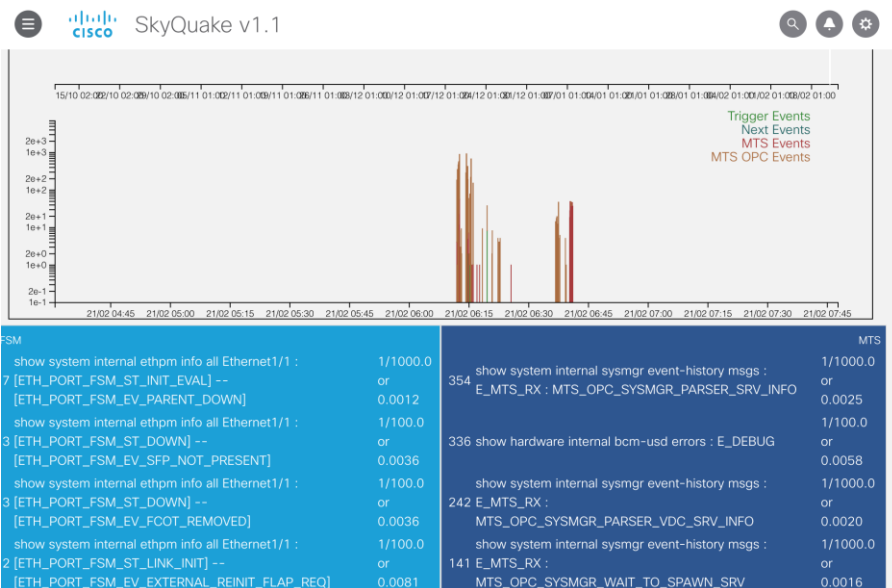 CISCO SkyQuake v1.1
15/10 02:00
01:00
18/02 01:00
Trigger Events
Next Events
MTS Events
MTS OPC Events
2e+3
1e+3
2e+2
1e+2
2e+1
1e+1
2e+0
1e+0
2e-1
1e-1
21/02 04:45 21/02 05:00 21/02 05:15 21/02 05:30 21/02 05:45 21/02 06:00 21/02 06:15 21/02 06:30 21/02 06:45 21/02 07:00 21/02 07:15 21/02 07:30 21/02 07:45
FSM
show system internal ethpm info all Ethernet1/1 : 1/1000.0
7 [ETH_PORT_FSM_ST_INIT_EVAL] -- or
[ETH_PORT_FSM_EV_PARENT_DOWN] 0.0012
show system internal ethpm info all Ethernet1/1 : 1/100.0
3 [ETH_PORT_FSM_ST_DOWN] -- or
[ETH_PORT_FSM_EV_SFP_NOT_PRESENT] 0.0036
show system internal ethpm info all Ethernet1/1 : 1/100.0
3 [ETH_PORT_FSM_ST_DOWN] -- or
[ETH_PORT_FSM_EV_FCOT_REMOVED] 0.0036
show system internal ethpm info all Ethernet1/1 : 1/100.0
2 [ETH_PORT_FSM_ST_LINK_INIT] -- or
[ETH_PORT_FSM_EV_EXTERNAL_REINIT_FLAP_REQ] 0.0081
MTS
show system internal sysmgr event-history msgs : 1/1000.0
354 E_MTS_RX : MTS_OPC_SYSMGR_PARSER_SRV_INFO or
0.0025
1/100.0
336 show hardware internal bcm-usd errors : E_DEBUG or
0.0058
show system internal sysmgr event-history msgs : 1/1000.0
242 E_MTS_RX : or
MTS_OPC_SYSMGR_PARSER_VDC_SRV_INFO 0.0020
show system internal sysmgr event-history msgs : 1/1000.0
141 E_MTS_RX : or
MTS_OPC_SYSMGR_WAIT_TO_SPAWN_SRV 0.0016